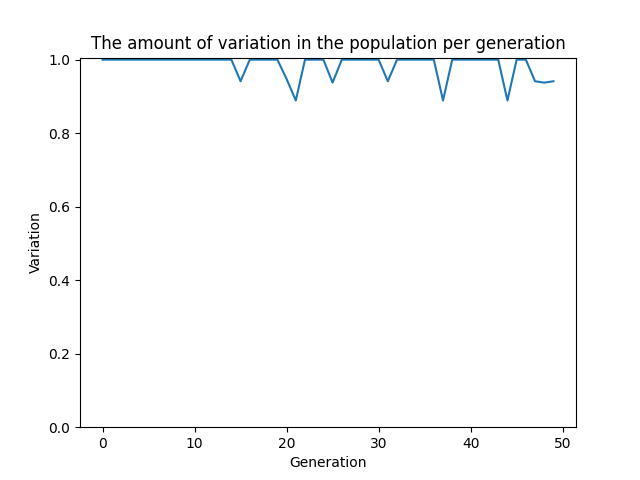 The amount of variation in the population per generation
1.0
0.8
0.6
0.4
0.2
0.0
Variation
0 10 20 30 40 50
Generation